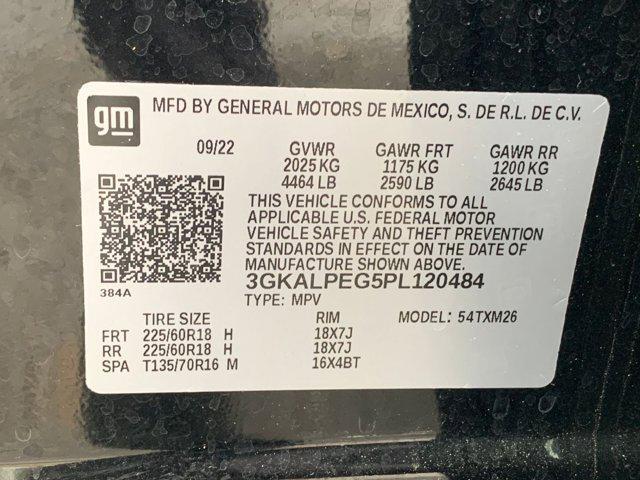 gm
MFD BY GENERAL MOTORS DE MEXICO, S. DE R.L. DE C.V.
09/22 GVWR GAWR FRT GAWR RR
2025 KG 1175 KG 1200 KG
4464 LB 2590 LB 2645 LB
THIS VEHICLE CONFORMS TO ALL
APPLICABLE U.S. FEDERAL MOTOR
VEHICLE SAFETY AND THEFT PREVENTION
STANDARDS IN EFFECT ON THE DATE OF
MANUFACTURE SHOWN ABOVE.
384A
3GKALPEG5PL120484
TYPE: MPV
TIRE SIZE RIM MODEL: 54TXM26
FRT 225/60R18 H 18X7J
RR 225/60R18 H 18X7J
SPA T135/70R16 M 16X4BT